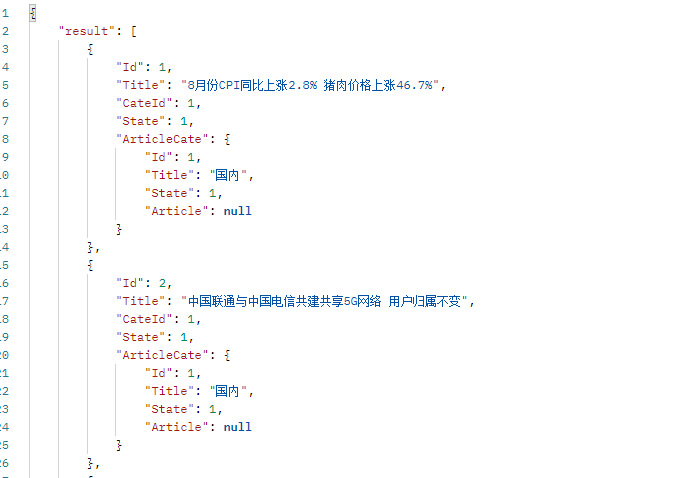 1 {
2 "result": [
3 {
4 "Id": 1,
5 "Title": "8月份CPI同比上涨2.8% 猪肉价格上涨46.7%",
6 "CateId": 1,
7 "State": 1,
8 "ArticleCate": {
9 "Id": 1,
10 "Title": "国内",
11 "State": 1,
12 "Article": null
13 }
14 },
15 {
16 "Id": 2,
17 "Title": "中国联通与中国电信共建共享5G网络 用户归属不变",
18 "CateId": 1,
19 "State": 1,
20 "ArticleCate": {
21 "Id": 1,
22 "Title": "国内",
23 "State": 1,
24 "Article": null
25 }
26 },